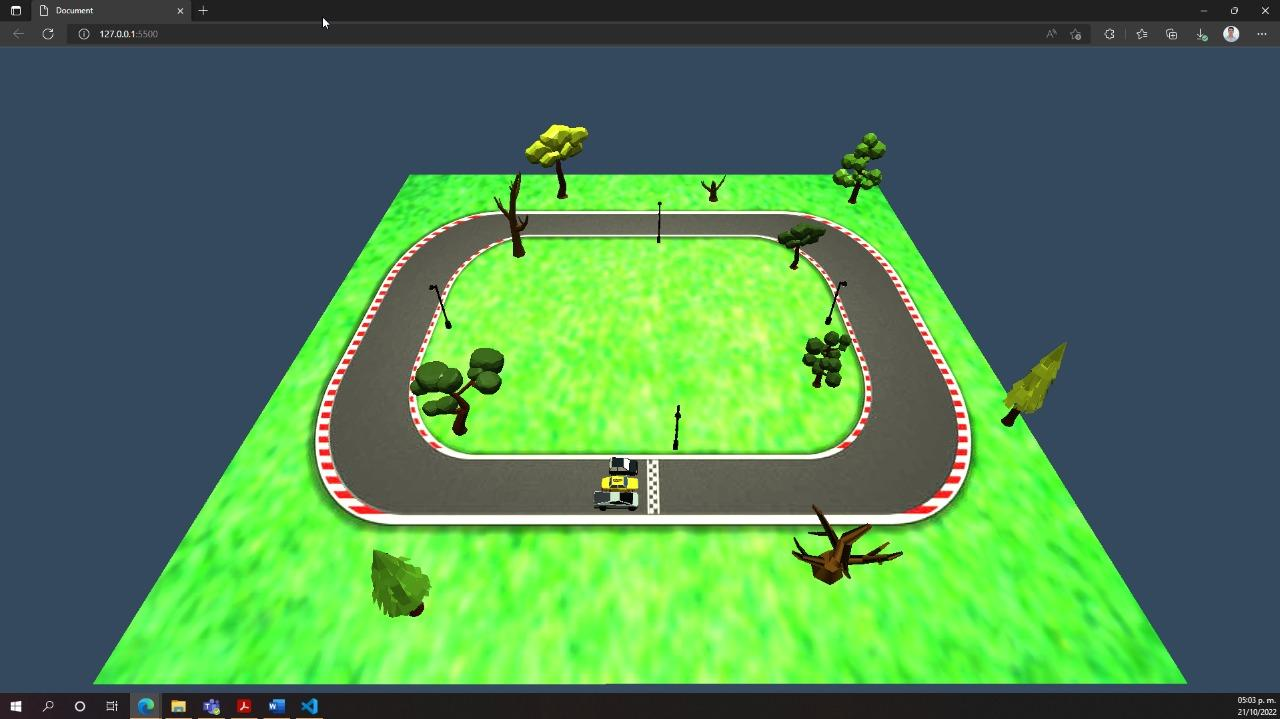 Document
127.0.0.1:5500
05:03 p. m.
21/10/2022